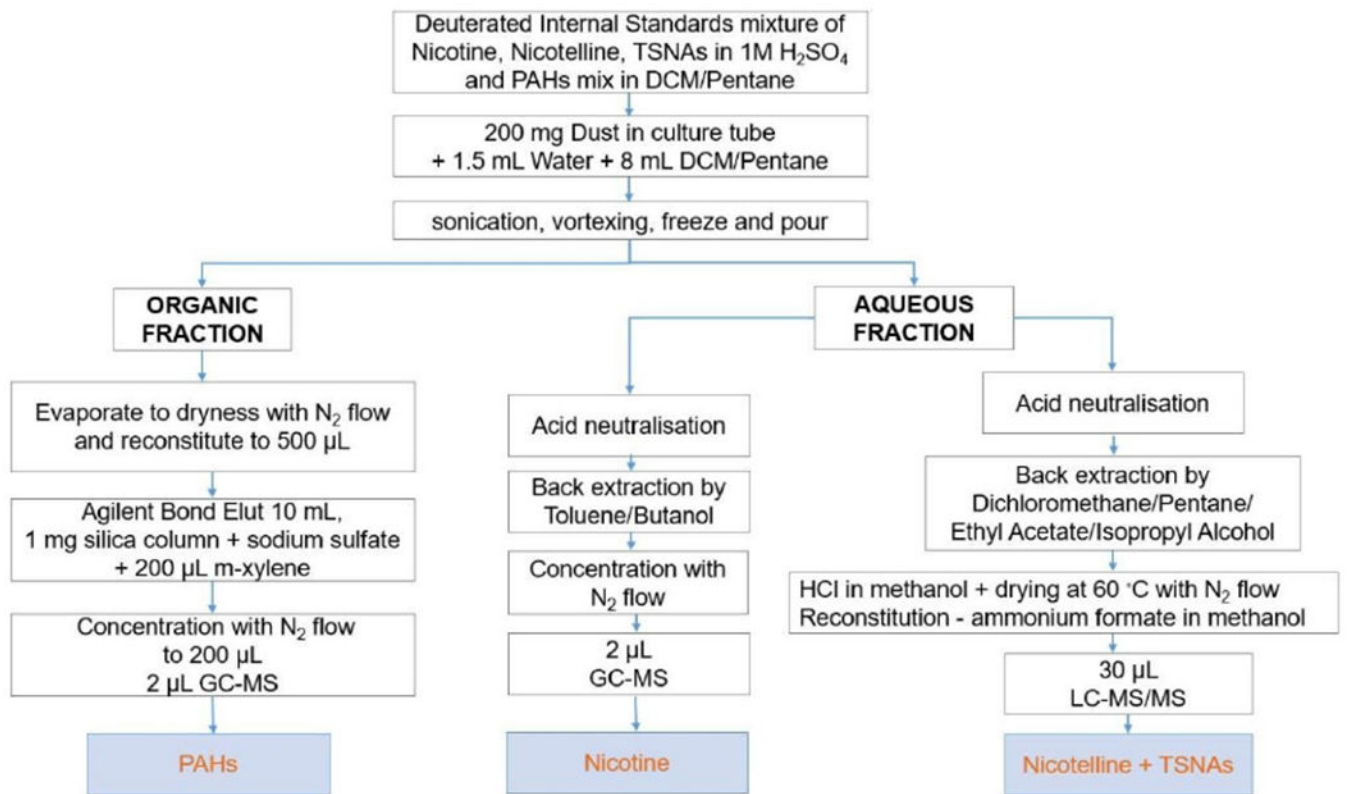 Deuterated Internal Standards mixture of
Nicotine, Nicotelline, TSNAs in 1M H₂SO₄
and PAHs mix in DCM/Pentane
200 mg Dust in culture tube
+ 1.5 mL Water + 8 mL DCM/Pentane
sonication, vortexing, freeze and pour
ORGANIC
FRACTION
Evaporate to dryness with N₂ flow
and reconstitute to 500 µL
Agilent Bond Elut 10 mL,
1 mg silica column + sodium sulfate
+ 200 µL m-xylene
Concentration with N₂ flow
to 200 µL
2 µL GC-MS
PAHs
AQUEOUS
FRACTION
Acid neutralisation
Back extraction by
Toluene/Butanol
Concentration with
N₂ flow
2 µL
GC-MS
Nicotine
Acid neutralisation
Back extraction by
Dichloromethane/Pentane/
Ethyl Acetate/Isopropyl Alcohol
HCl in methanol + drying at 60 °C with N₂ flow
Reconstitution - ammonium formate in methanol
30 µL
LC-MS/MS
Nicotelline + TSNAs